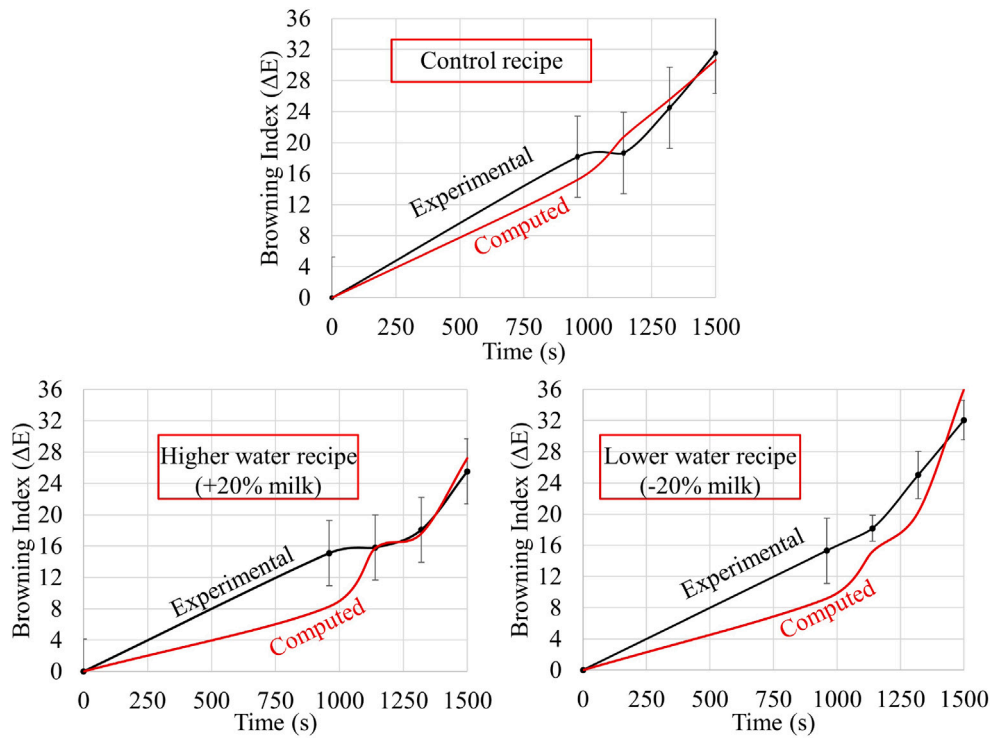 36
32
28
24
20
16
12
8
4
0
Browning Index (ΔE)
Control recipe
Experimental
Computed
0 250 500 750 1000 1250 1500
Time (s)
36
32
28
24
20
16
12
8
4
0
Browning Index (ΔE)
Higher water recipe
(+20% milk)
Experimental
Computed
0 250 500 750 1000 1250 1500
Time (s)
36
32
28
24
20
16
12
8
4
0
Browning Index (ΔE)
Lower water recipe
(-20% milk)
Experimental
Computed
0 250 500 750 1000 1250 1500
Time (s)